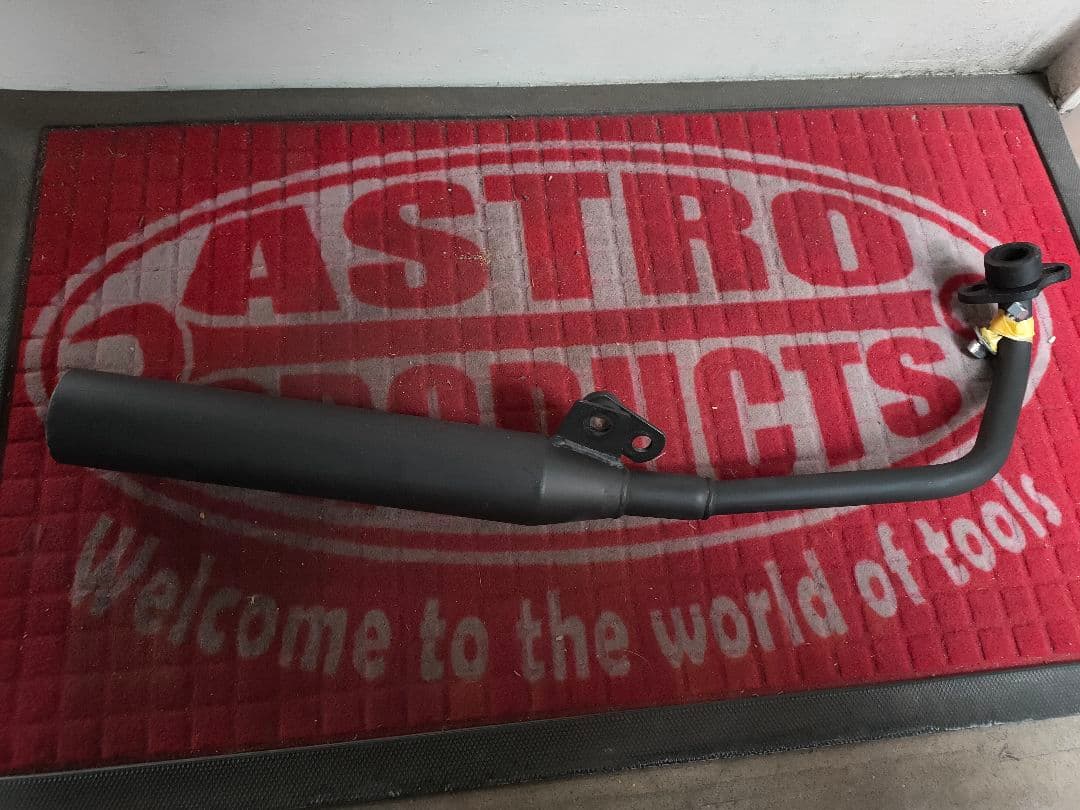 ASTRO
PRODUCTS
Welcome to the world of tools